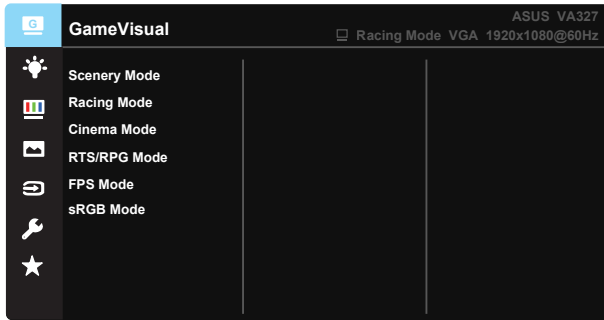 G
GameVisual
ASUS VA327
Racing Mode VGA 1920x1080@60Hz
Scenery Mode
Racing Mode
Cinema Mode
RTS/RPG Mode
FPS Mode
sRGB Mode